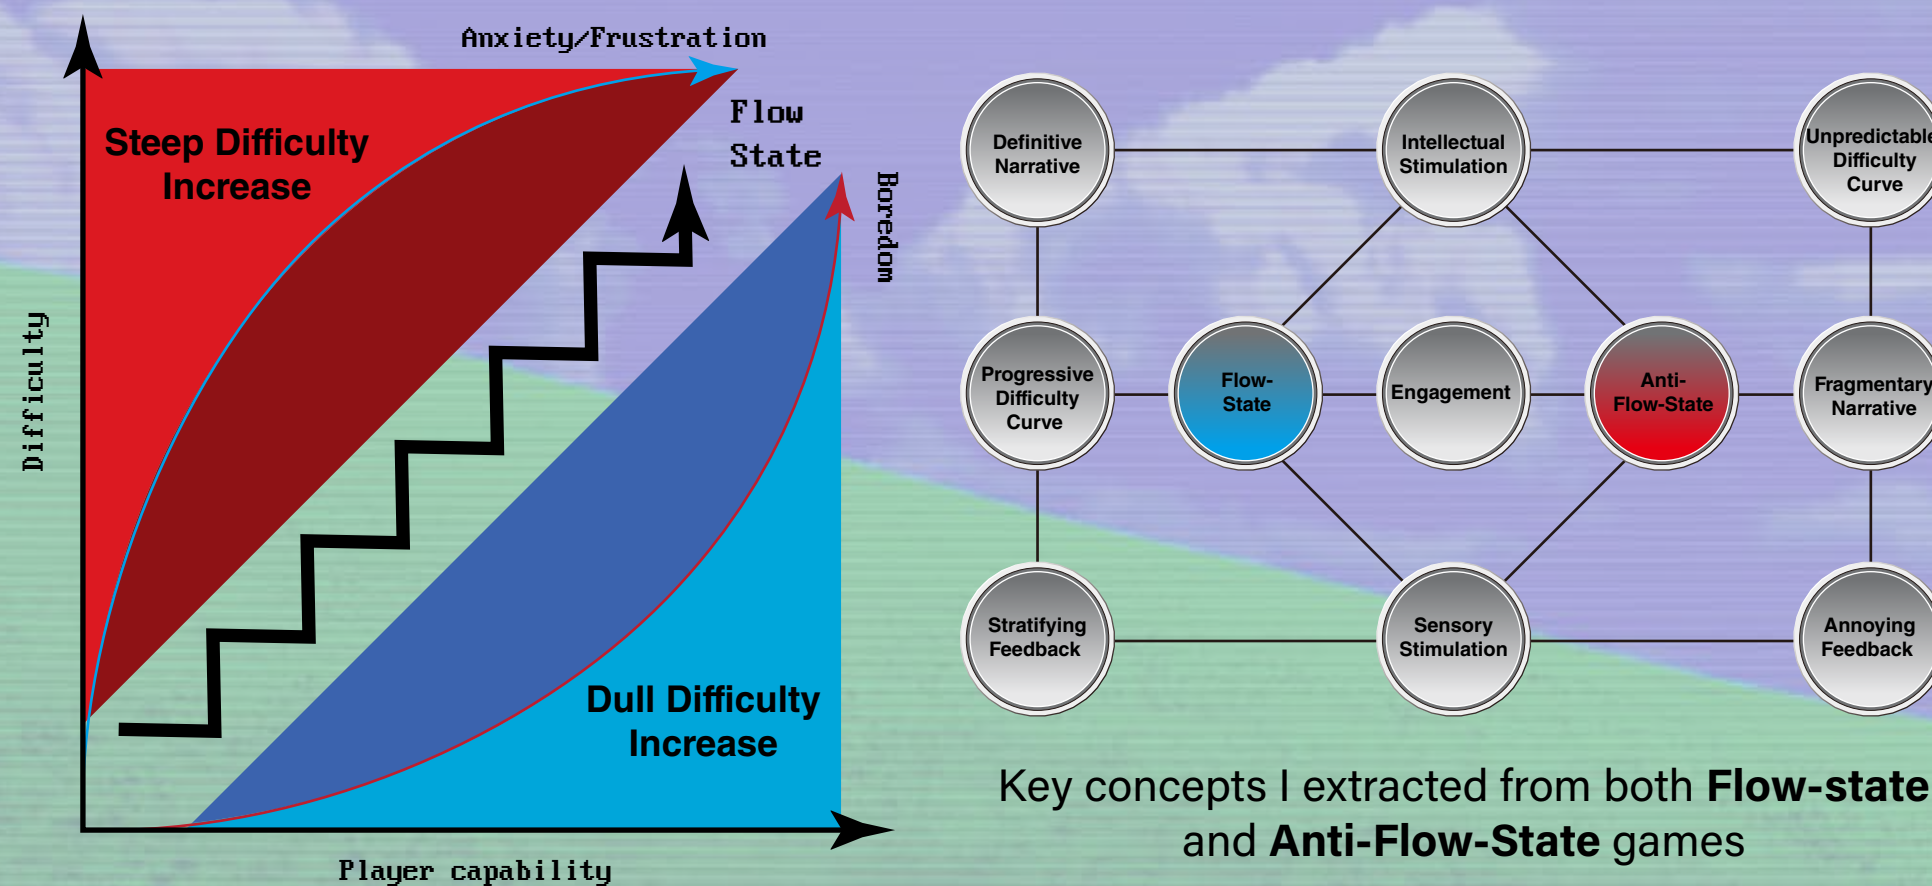 Anxiety/Frustration
Steep Difficulty
Increase
Flow
State
Boredom
Difficulty
Dull Difficulty
Increase
Player capability
Definitive
Narrative
Intellectual
Stimulation
Unpredictable
Difficulty
Curve
Progressive
Difficulty
Curve
Flow-
State
Engagement
Anti-
Flow-State
Fragmentary
Narrative
Stratifying
Feedback
Sensory
Stimulation
Annoying
Feedback
Key concepts I extracted from both Flow-state
and Anti-Flow-State games